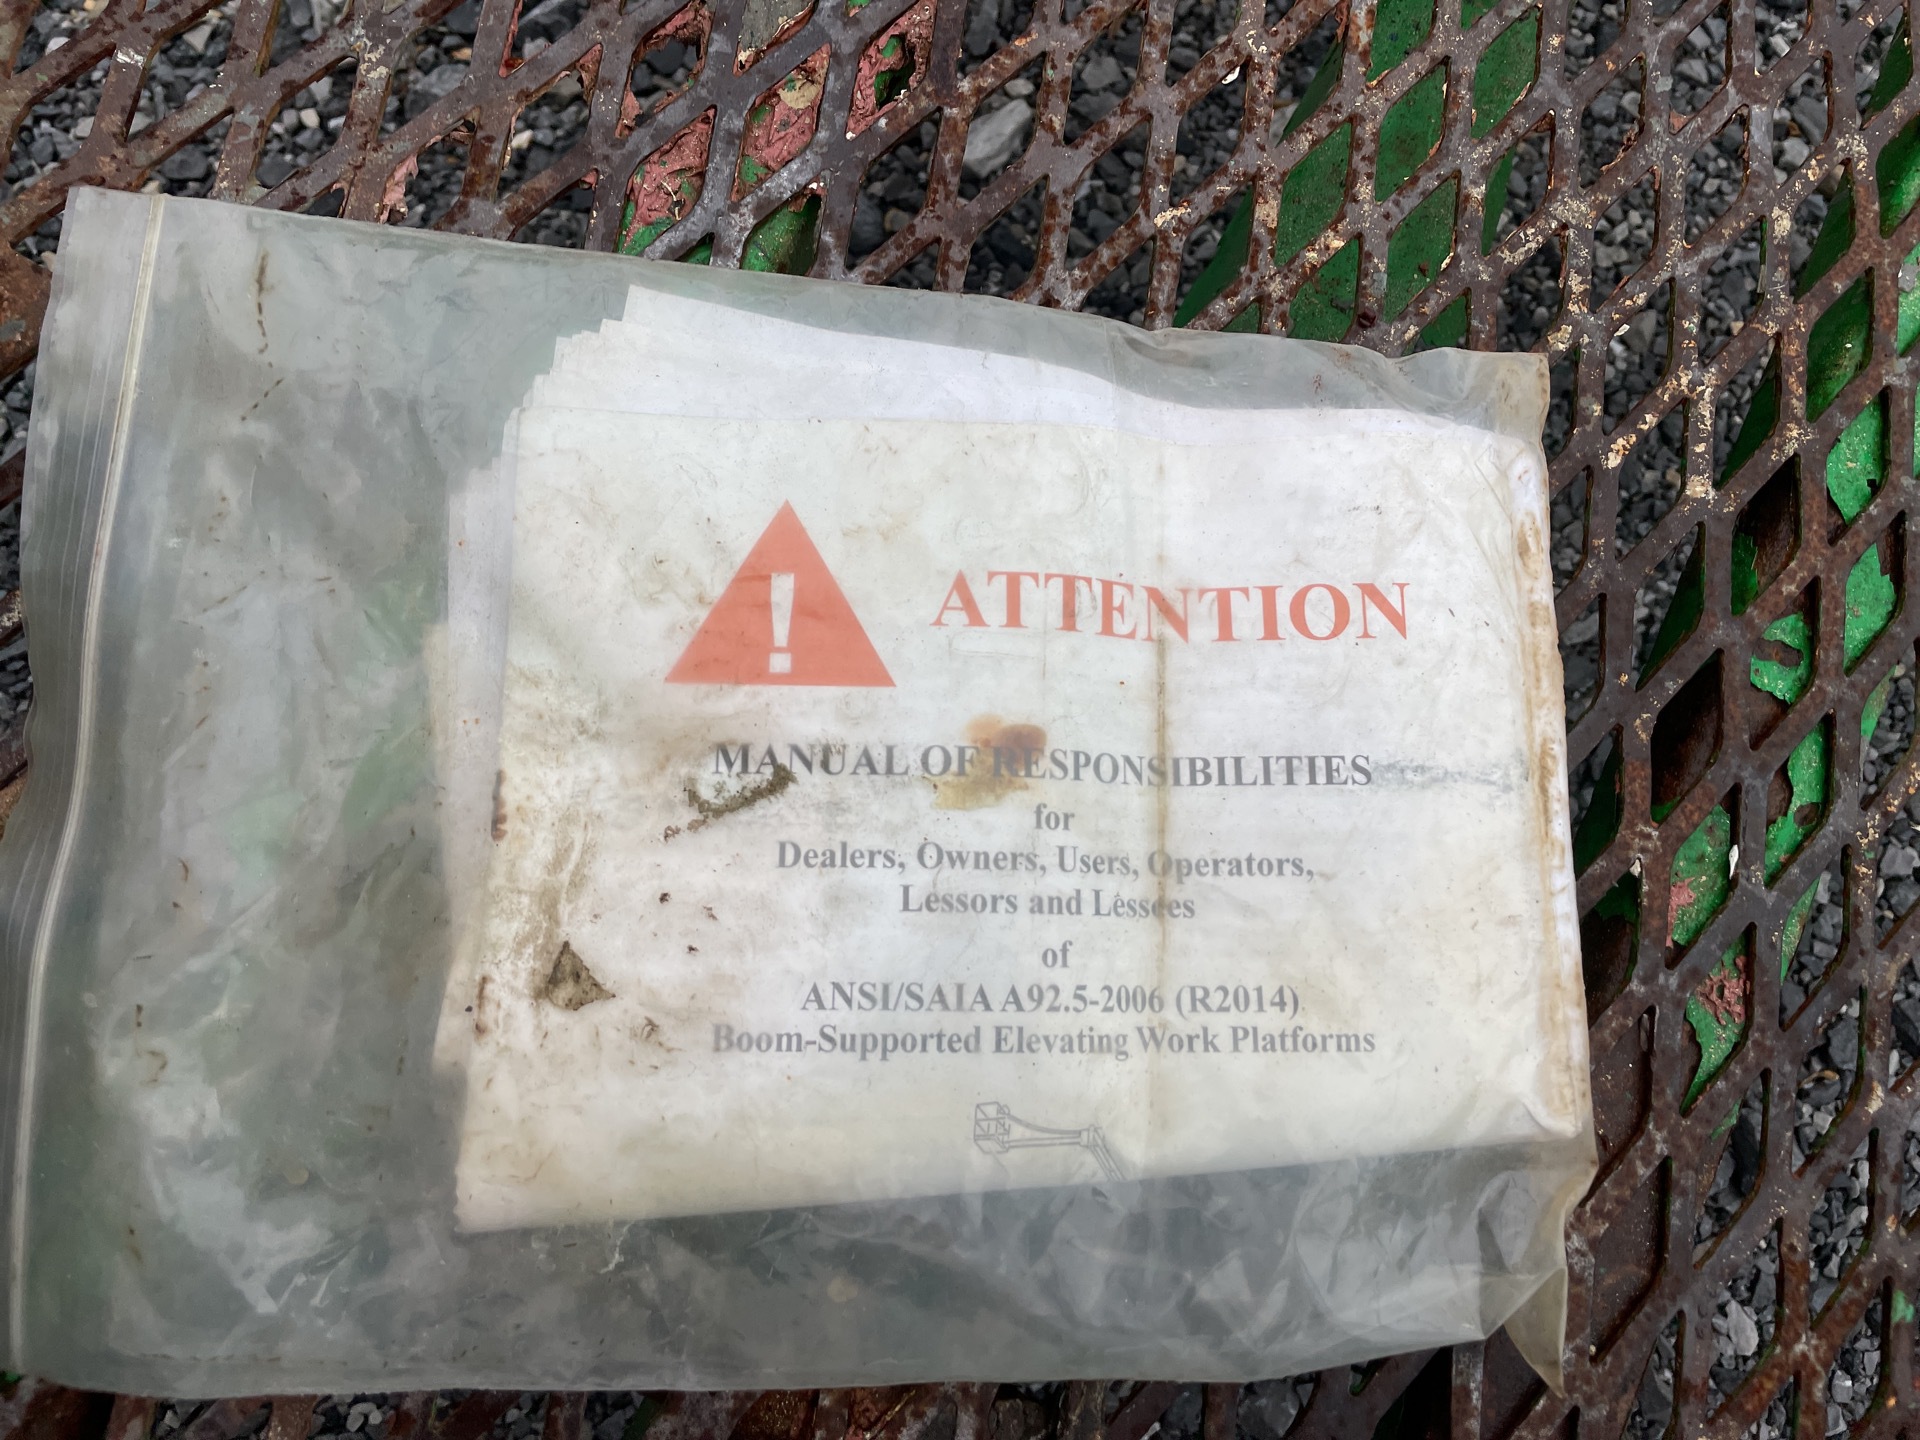 !
ATTENTION
MANUAL OF RESPONSIBILITIES
for
Dealers, Owners, Users, Operators,
Lessors and Lessees
of
ANSI/SAIA A92.5-2006 (R2014)
Boom-Supported Elevating Work Platforms